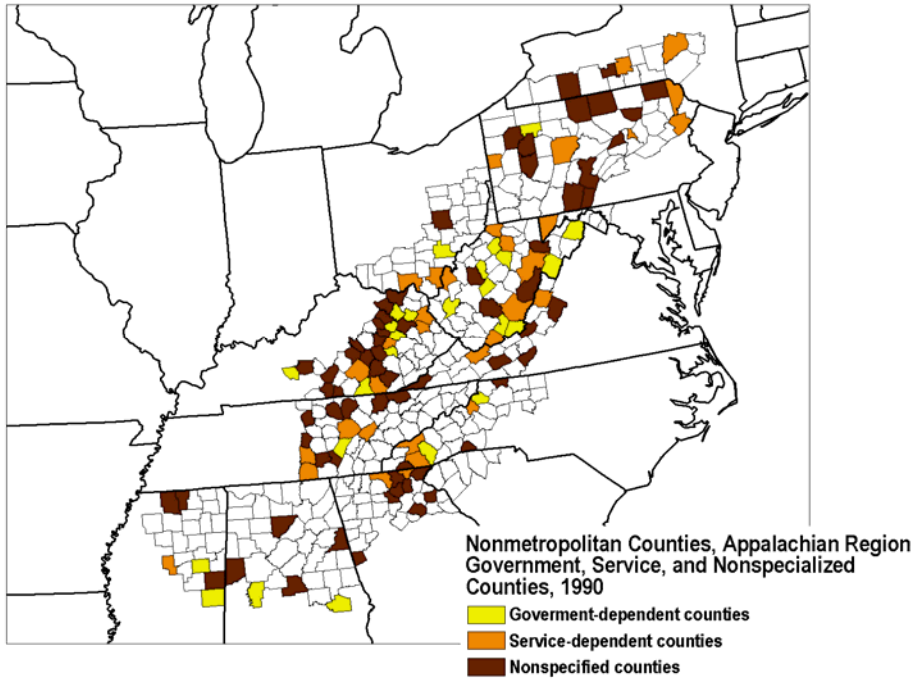 Nonmetropolitan Counties, Appalachian Region
Government, Service, and Nonspecialized
Counties, 1990
Goverment-dependent counties
Service-dependent counties
Nonspecified counties